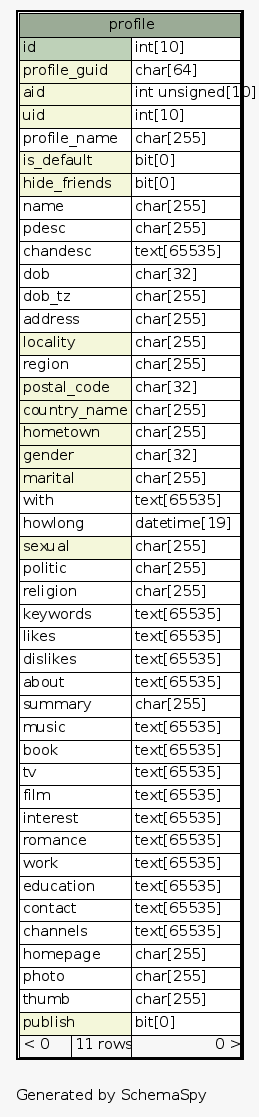 profile
id int[10]
profile_guid char[64]
aid int unsigned[10]
uid int[10]
profile_name char[255]
is_default bit[0]
hide_friends bit[0]
name char[255]
pdesc char[255]
chandesc text[65535]
dob char[32]
dob_tz char[255]
address char[255]
locality char[255]
region char[255]
postal_code char[32]
country_name char[255]
hometown char[255]
gender char[32]
marital char[255]
with text[65535]
howlong datetime[19]
sexual char[255]
politic char[255]
religion char[255]
keywords text[65535]
likes text[65535]
dislikes text[65535]
about text[65535]
summary char[255]
music text[65535]
book text[65535]
tv text[65535]
film text[65535]
interest text[65535]
romance text[65535]
work text[65535]
education text[65535]
contact text[65535]
channels text[65535]
homepage char[255]
photo char[255]
thumb char[255]
publish bit[0]
< 0 11 rows 0 >
Generated by SchemaSpy